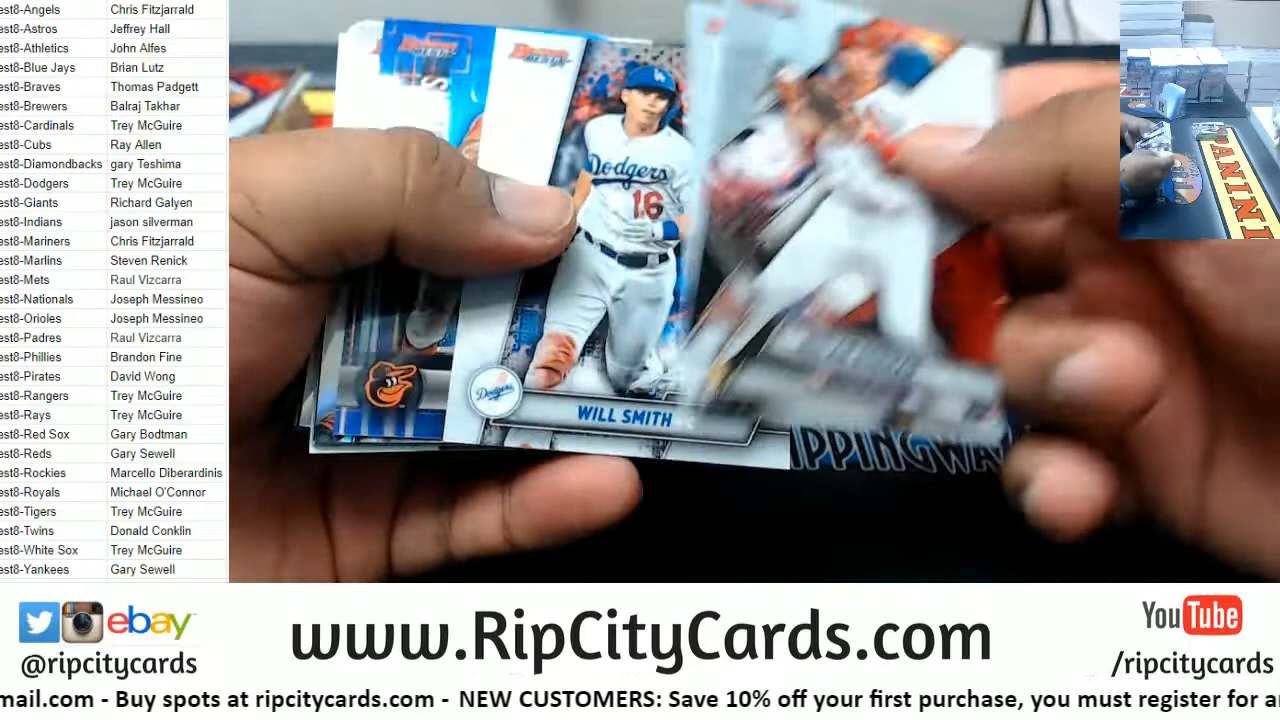 est8-Angels Chris Fitzjarrald
est8-Astros Jeffrey Hall
est8-Athletics John Alfes
est8-Blue Jays Brian Lutz
est8-Braves Thomas Padgett
est8-Brewers Balraj Takhar
est8-Cardinals Trey McGuire
est8-Cubs Ray Allen
est8-Diamondbacks gary Teshima
est8-Dodgers Trey McGuire
est8-Giants Richard Galyen
est8-Indians jason silverman
est8-Mariners Chris Fitzjarrald
est8-Marlins Steven Renick
est8-Mets Raul Vizcarra
est8-Nationals Joseph Messineo
est8-Orioles Joseph Messineo
est8-Padres Raul Vizcarra
est8-Phillies Brandon Fine
est8-Pirates David Wong
est8-Rangers Trey McGuire
est8-Rays Trey McGuire
est8-Red Sox Gary Bodtman
est8-Reds Gary Sewell
est8-Rockies Marcello Diberardinis
est8-Royals Michael O'Connor
est8-Tigers Trey McGuire
est8-Twins Donald Conklin
est8-White Sox Trey McGuire
est8-Yankees Gary Sewell
Dodgers
16
Dodgers
WILL SMITH
IPPINGWA
PANINI
ebay
@ripcitycards
www.RipCityCards.com
YouTube
/ripcitycards
mail.com - Buy spots at ripcitycards.com - NEW CUSTOMERS: Save 10% off your first purchase, you must register for a